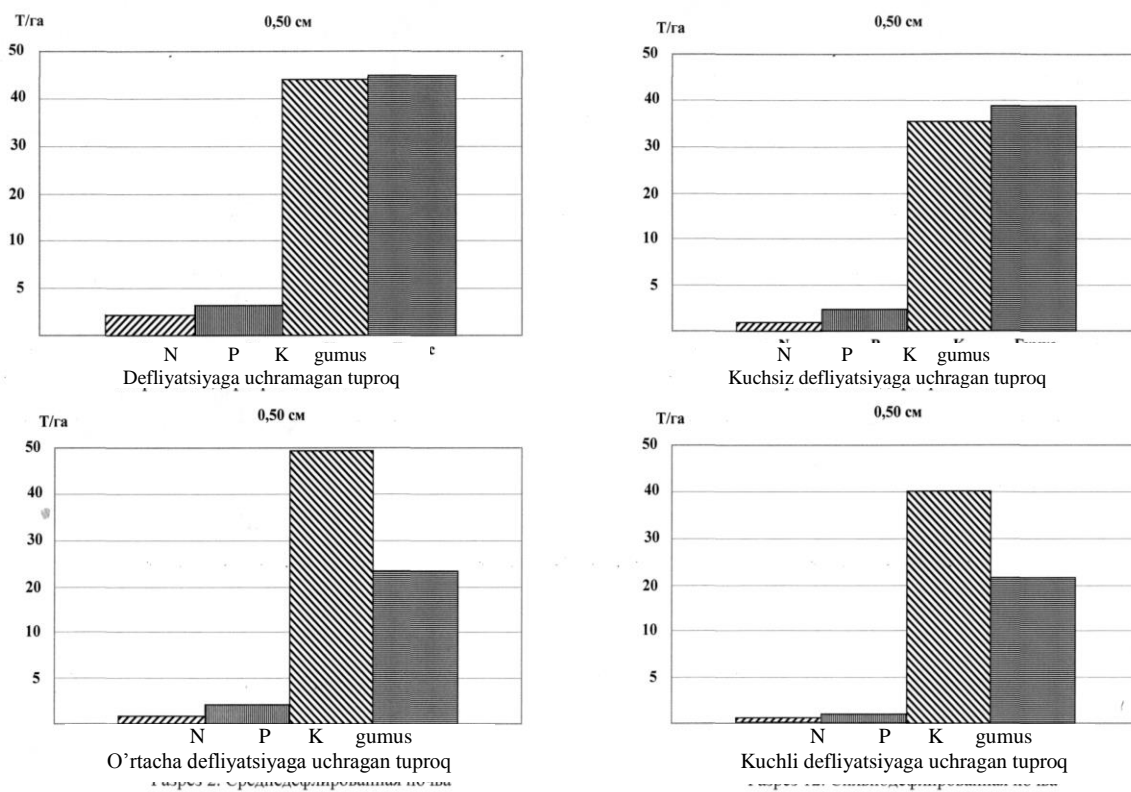 Т/га
0,50 см
50
40
30
20
10
5
N P K gumus
Defliyatsiyaga uchramagan tuproq
Т/га
0,50 см
50
40
30
20
10
5
N P K gumus
Kuchsiz defliyatsiyaga uchragan tuproq
Т/га
0,50 см
50
40
30
20
10
5
N P K gumus
O’rtacha defliyatsiyaga uchragan tuproq
Т/га
0,50 см
50
40
30
20
10
5
N P K gumus
Kuchli defliyatsiyaga uchragan tuproq